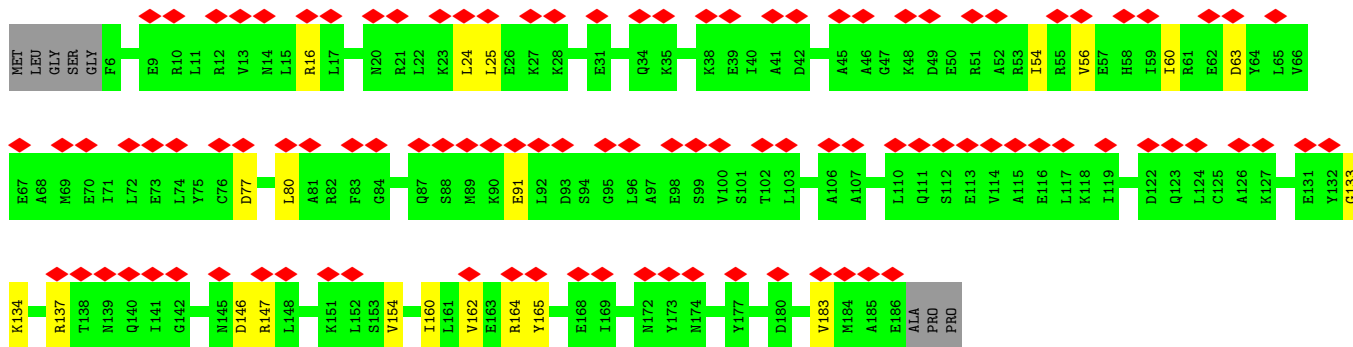 MET LEU GLY SER GLY F6 E9 R10 L11 R12 V13 N14 L15 R16 L17 N20 R21 L22 K23 L24 L25 E26 K27 K28 E31 Q34 K35 K38 E39 I40 A41 D42 A45 A46 G47 K48 D49 E50 R51 A52 R53 I54 R55 V56 E57 H58 I59 I60 R61 E62 D63 Y64 L65 V66
E67 A68 M69 E70 I71 L72 E73 L74 Y75 C76 D77 L80 A81 R82 F83 G84 Q87 S88 M89 K90 E91 L92 D93 S94 G95 L96 A97 E98 S99 V100 S101 T102 L103 A106 A107 L110 Q111 S112 E113 V114 A115 E116 L117 K118 I119 D122 Q123 L124 C125 A126 K127 E131 Y132 G133
K134 R137 T138 N139 Q140 I141 G142 N145 D146 R147 L148 K151 L152 S153 V154 I160 L161 V162 E163 R164 Y165 E168 I169 N172 Y173 N174 Y177 D180 V183 M184 A185 E186 ALA PRO PRO